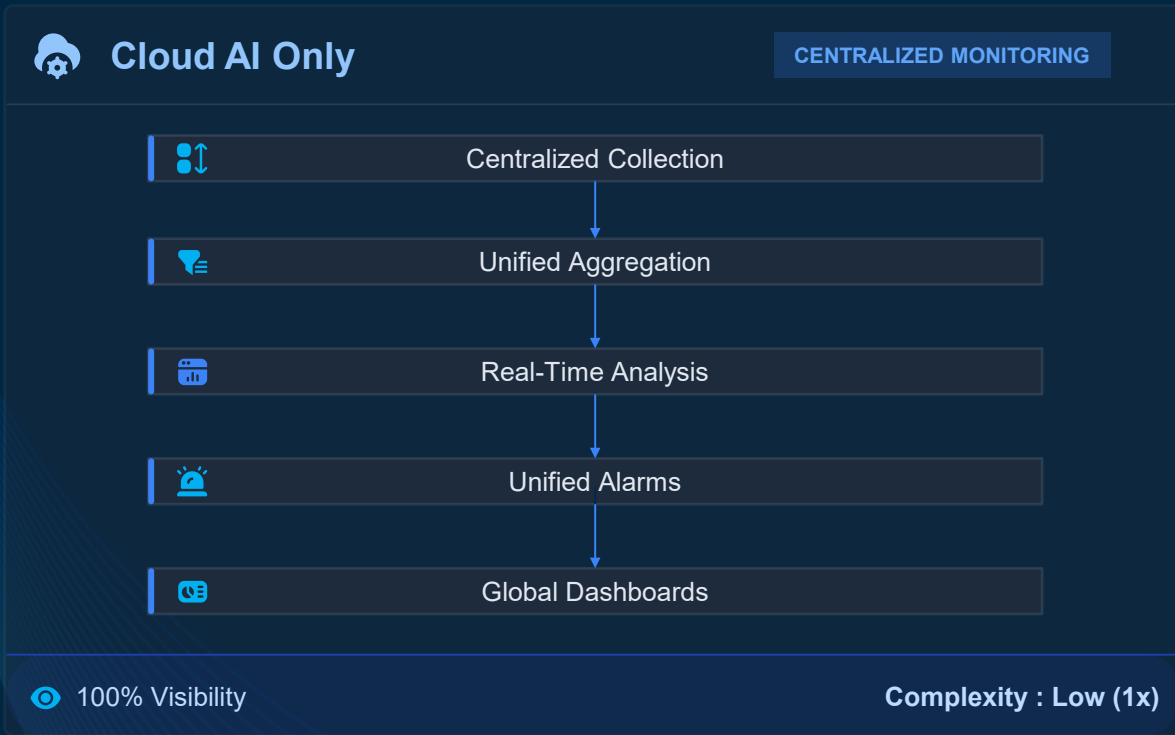 Cloud AI Only
CENTRALIZED MONITORING
Centralized Collection
Unified Aggregation
Real-Time Analysis
Unified Alarms
Global Dashboards
100% Visibility
Complexity : Low (1x)